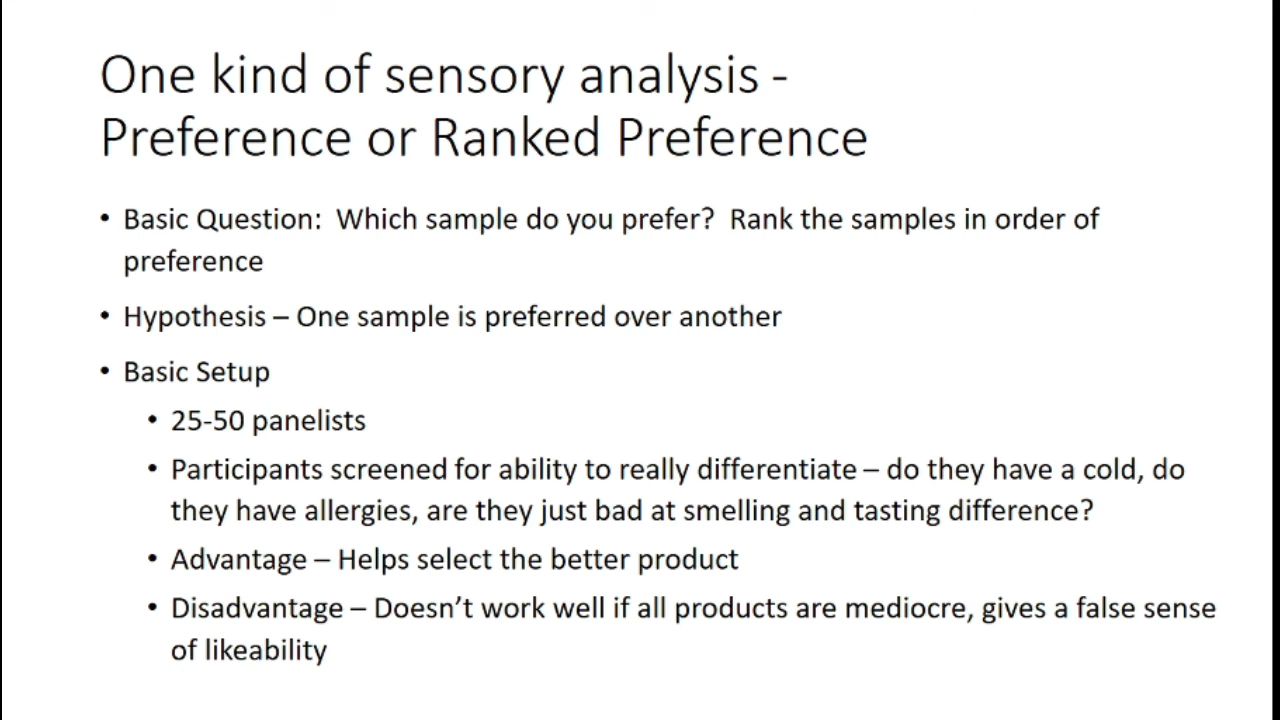 One kind of sensory analysis -
Preference or Ranked Preference
• Basic Question:  Which sample do you prefer?  Rank the samples in order of
preference
• Hypothesis – One sample is preferred over another
• Basic Setup
• 25-50 panelists
• Participants screened for ability to really differentiate – do they have a cold, do
they have allergies, are they just bad at smelling and tasting difference?
• Advantage – Helps select the better product
• Disadvantage – Doesn’t work well if all products are mediocre, gives a false sense
of likeability